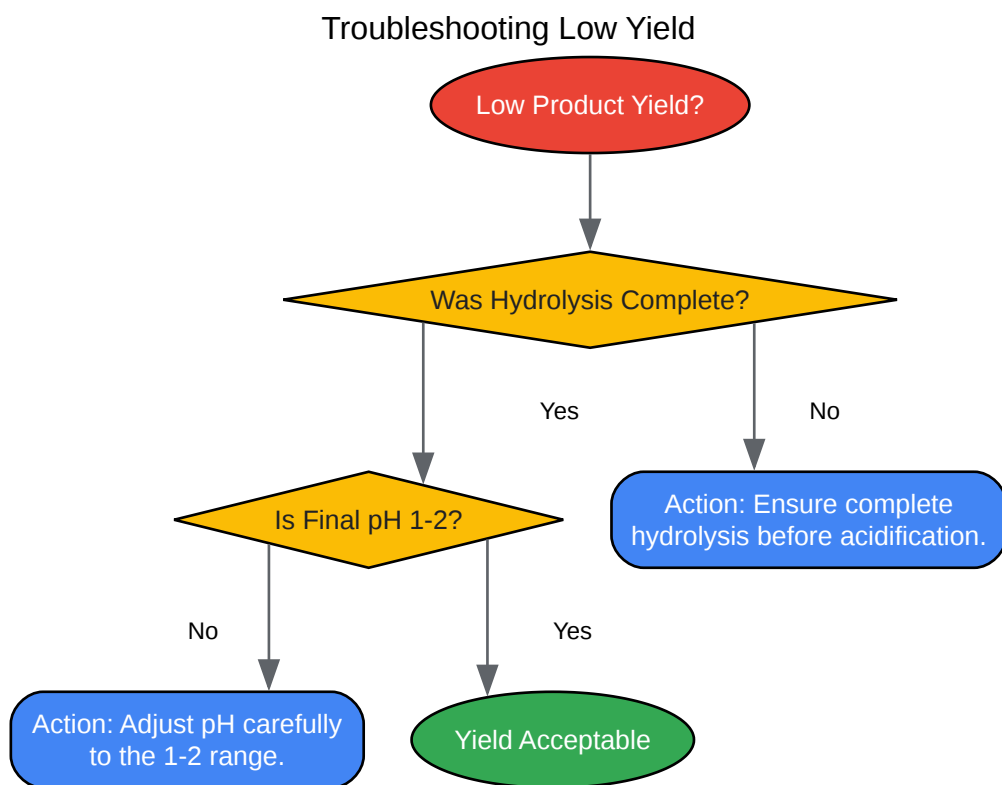 Troubleshooting Low Yield
Low Product Yield?
Was Hydrolysis Complete?
Yes
No
Is Final pH 1-2?
Action: Ensure complete
hydrolysis before acidification.
No
Yes
Action: Adjust pH carefully
to the 1-2 range.
Yield Acceptable